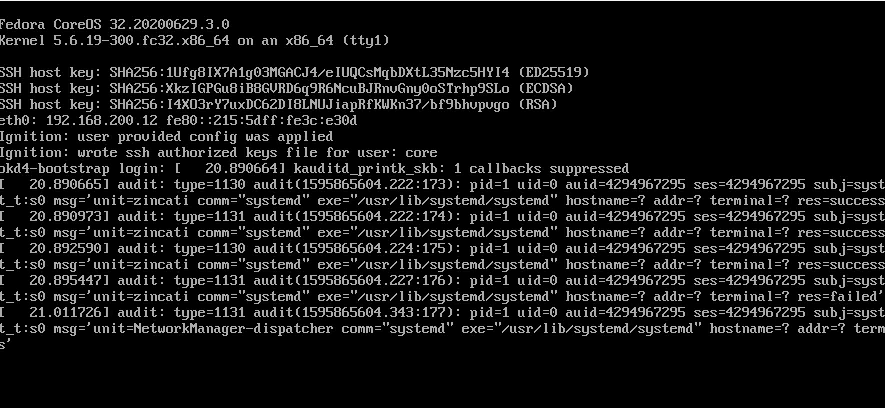 Fedora CoreOS 32.20200629.3.0
Kernel 5.6.19-300.fc32.x86_64 on an x86_64 (tty1)
SSH host key: SHA256:1Ufg8IX7A1g03MGACJ4/eIUQCsMqbDXtL35Nzc5HYI4 (ED25519)
SSH host key: SHA256:XkzIGPGu8iB8GVRD6q9R6NcuBJRnvGny0oSTrhp9SLo (ECDSA)
SSH host key: SHA256:I4XO3rY7uxDC62DI8LNUJiapRfKWKn37/bf9bhvpvgo (RSA)
eth0: 192.168.200.12 fe80::215:5dff:fe3c:e30d
Ignition: user provided config was applied
Ignition: wrote ssh authorized keys file for user: core
okd4-bootstrap login: [   20.890664] kauditd_printk_skb: 1 callbacks suppressed
[   20.890665] audit: type=1130 audit(1595865604.222:173): pid=1 uid=0 auid=4294967295 ses=4294967295 subj=syst
t_t:s0 msg='unit=zincati comm="systemd" exe="/usr/lib/systemd/systemd" hostname=? addr=? terminal=? res=success
[   20.890973] audit: type=1131 audit(1595865604.222:174): pid=1 uid=0 auid=4294967295 ses=4294967295 subj=syst
t_t:s0 msg='unit=zincati comm="systemd" exe="/usr/lib/systemd/systemd" hostname=? addr=? terminal=? res=success
[   20.892590] audit: type=1130 audit(1595865604.224:175): pid=1 uid=0 auid=4294967295 ses=4294967295 subj=syst
t_t:s0 msg='unit=zincati comm="systemd" exe="/usr/lib/systemd/systemd" hostname=? addr=? terminal=? res=success
[   20.895447] audit: type=1131 audit(1595865604.227:176): pid=1 uid=0 auid=4294967295 ses=4294967295 subj=syst
t_t:s0 msg='unit=zincati comm="systemd" exe="/usr/lib/systemd/systemd" hostname=? addr=? terminal=? res=failed'
[   21.011726] audit: type=1131 audit(1595865604.343:177): pid=1 uid=0 auid=4294967295 ses=4294967295 subj=syst
t_t:s0 msg='unit=NetworkManager-dispatcher comm="systemd" exe="/usr/lib/systemd/systemd" hostname=? addr=? term
s'